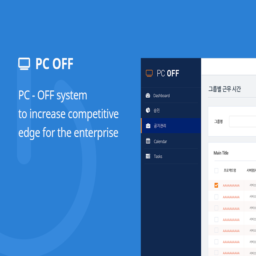 PC OFF
PC - OFF system
to increase competitive
edge for the enterprise
PC OFF
Dashboard
Calendar
Tasks
그룹별 근무 시간
그룹명
Main Title